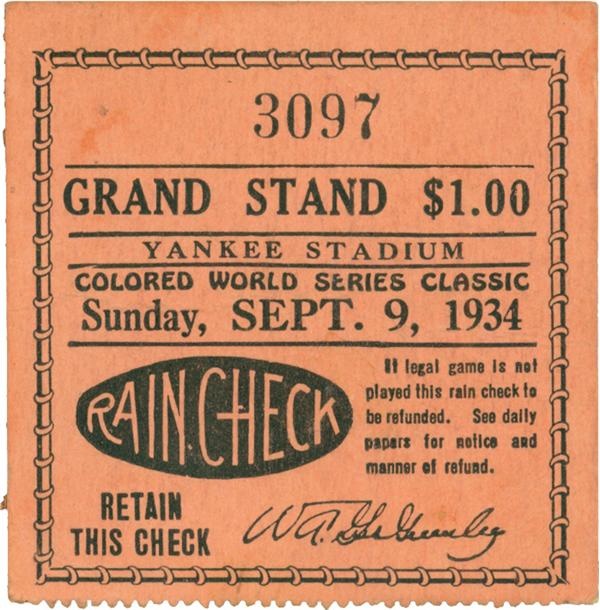 3097
GRAND STAND $1.00
YANKEE STADIUM
COLORED WORLD SERIES CLASSIC
Sunday, SEPT. 9, 1934
RAIN CHECK
RETAIN
THIS CHECK
If legal game is not
played this rain check to
be refunded. See daily
papers for notice and
manner of refund.
W. A. Gus Greenlee